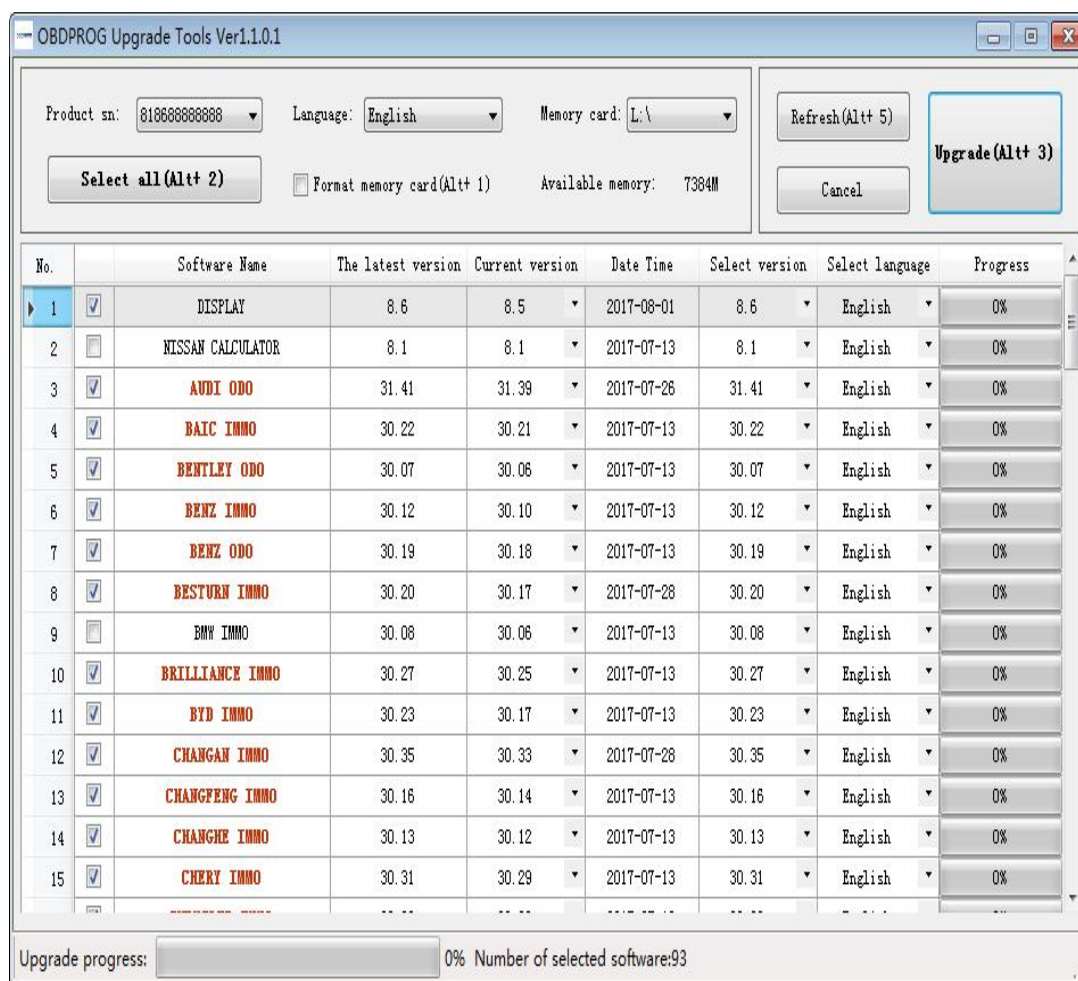 OBDPROG Upgrade Tools Ver1.1.0.1
Product sn: 818688888888 Language: English Memory card: L:\ Refresh(Alt+ 5)
Upgrade(Alt+ 3)
Select all(Alt+ 2) Format memory card(Alt+ 1) Available memory: 7384M Cancel
No. Software Name The latest version Current version Date Time Select version Select language Progress
1 DISPLAY 8.6 8.5 2017-08-01 8.6 English 0%
2 NISSAN CALCULATOR 8.1 8.1 2017-07-13 8.1 English 0%
3 AUDI ODO 31.41 31.39 2017-07-26 31.41 English 0%
4 BAIC IMMO 30.22 30.21 2017-07-13 30.22 English 0%
5 BENTLEY ODO 30.07 30.06 2017-07-13 30.07 English 0%
6 BENZ IMMO 30.12 30.10 2017-07-13 30.12 English 0%
7 BENZ ODO 30.19 30.18 2017-07-13 30.19 English 0%
8 BESTURN IMMO 30.20 30.17 2017-07-28 30.20 English 0%
9 BMW IMMO 30.08 30.06 2017-07-13 30.08 English 0%
10 BRILLIANCE IMMO 30.27 30.25 2017-07-13 30.27 English 0%
11 BYD IMMO 30.23 30.17 2017-07-13 30.23 English 0%
12 CHANGAN IMMO 30.35 30.33 2017-07-28 30.35 English 0%
13 CHANGFENG IMMO 30.16 30.14 2017-07-13 30.16 English 0%
14 CHANGHE IMMO 30.13 30.12 2017-07-13 30.13 English 0%
15 CHERY IMMO 30.31 30.29 2017-07-13 30.31 English 0%
Upgrade progress: 0% Number of selected software:93